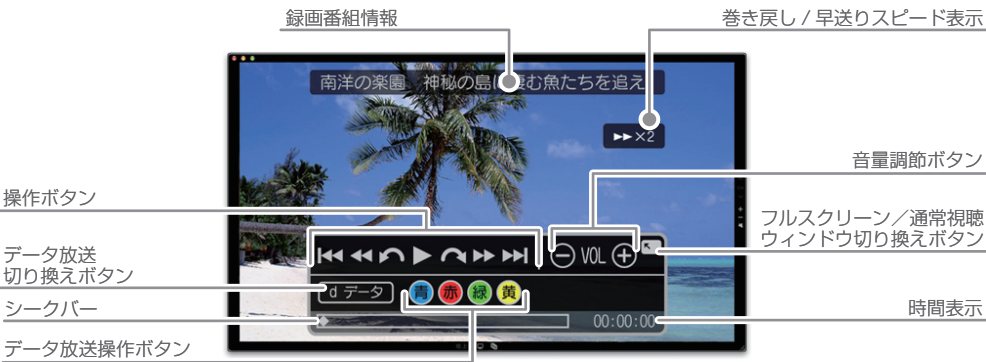 録画番組情報
巻き戻し / 早送りスピード表示
南洋の楽園 神秘の島に棲む魚たちを追え
▶▶×2
音量調節ボタン
操作ボタン
フルスクリーン／通常視聴
ウィンドウ切り換えボタン
VOL
データ放送
切り換えボタン
d データ
青 赤 緑 黄
シークバー
00:00:00
時間表示
データ放送操作ボタン